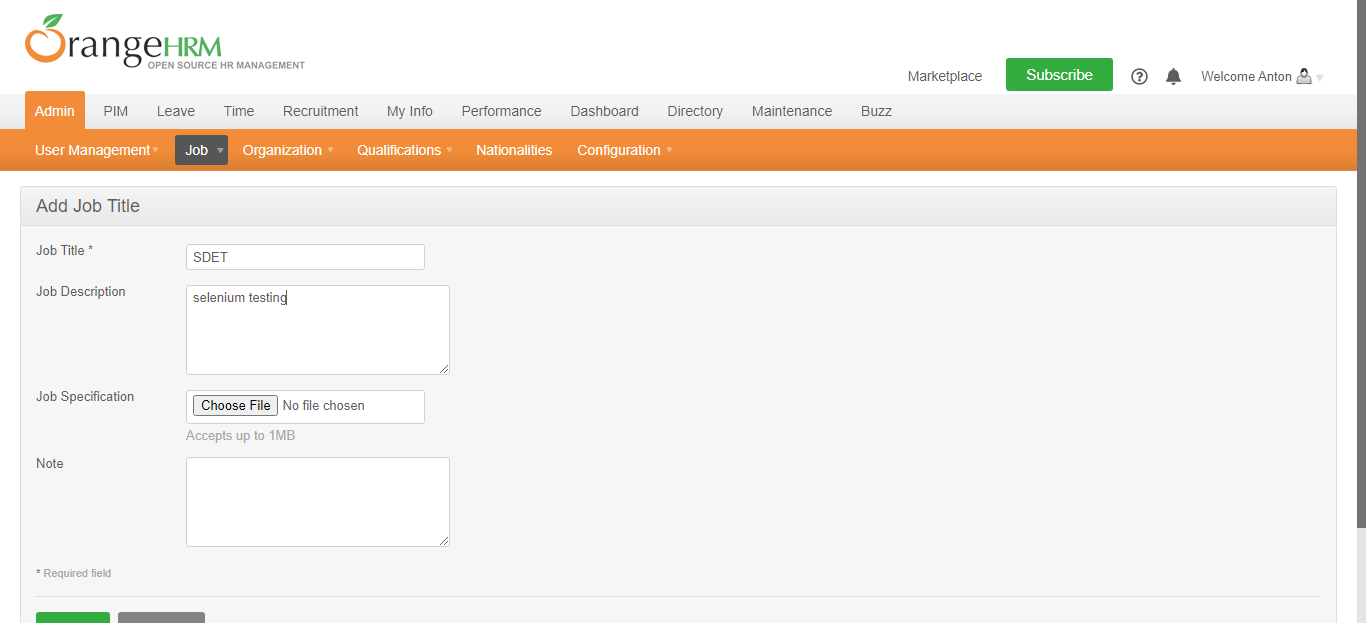 OrangeHRM
OPEN SOURCE HR MANAGEMENT
Marketplace Subscribe ? Welcome Anton
Admin PIM Leave Time Recruitment My Info Performance Dashboard Directory Maintenance Buzz
User Management Job Organization Qualifications Nationalities Configuration
Add Job Title
Job Title * SDET
Job Description selenium testing
Job Specification Choose File No file chosen
Accepts up to 1MB
Note
* Required field